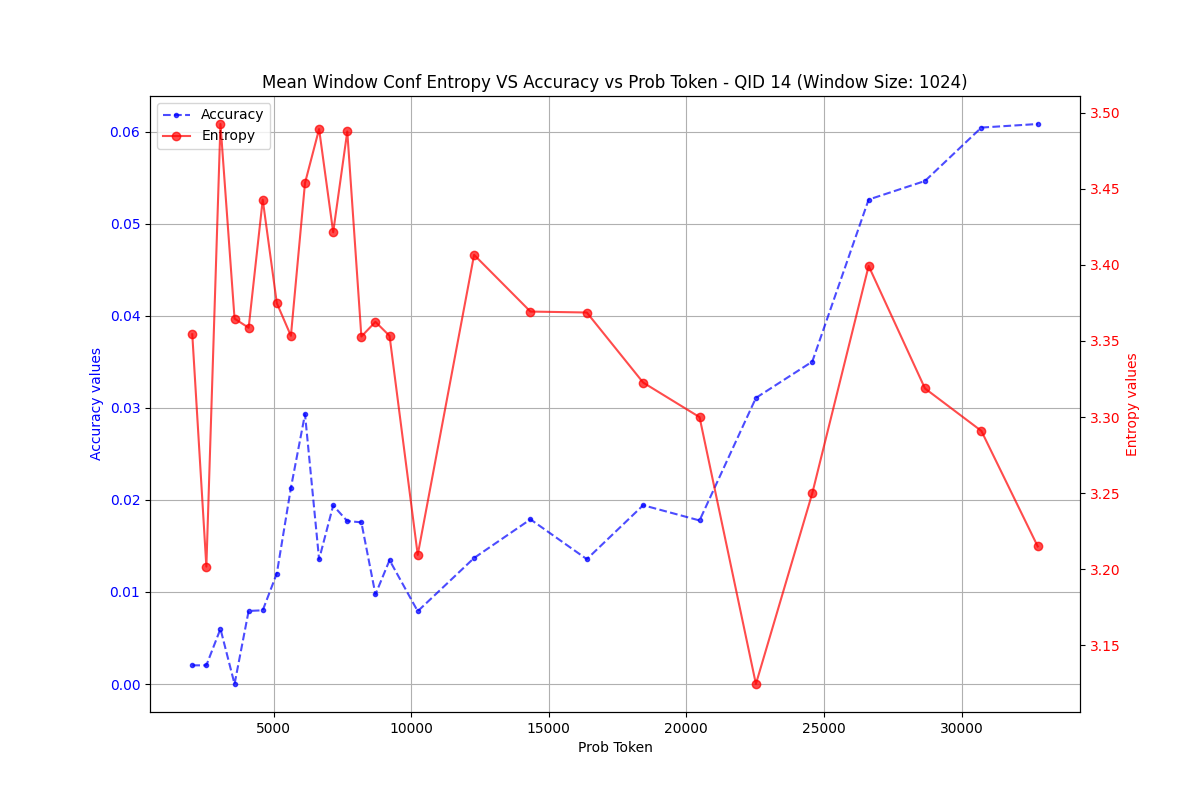 Mean Window Conf Entropy VS Accuracy vs Prob Token - QID 14 (Window Size: 1024)
Accuracy
Entropy
0.06
0.05
0.04
0.03
0.02
0.01
0.00
Accuracy values
3.50
3.45
3.40
3.35
3.30
3.25
3.20
3.15
Entropy values
5000 10000 15000 20000 25000 30000
Prob Token